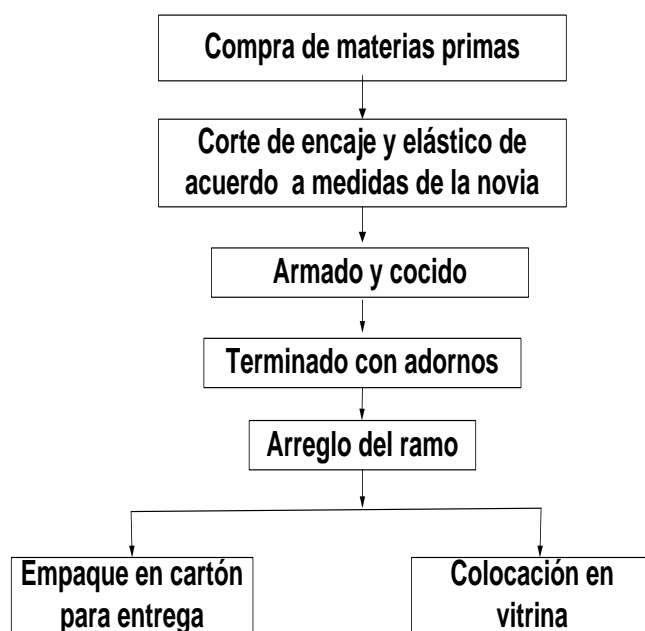 Compra de materias primas
Corte de encaje y elástico de
acuerdo a medidas de la novia
Armado y cocido
Terminado con adornos
Arreglo del ramo
Empaque en cartón
para entrega
Colocación en
vitrina